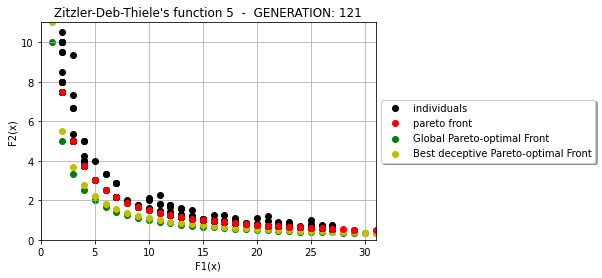 Zitzler-Deb-Thiele's function 5 - GENERATION: 121
10
8
6
4
2
0
F2(x)
0 5 10 15 20 25 30
F1(x)
individuals
pareto front
Global Pareto-optimal Front
Best deceptive Pareto-optimal Front